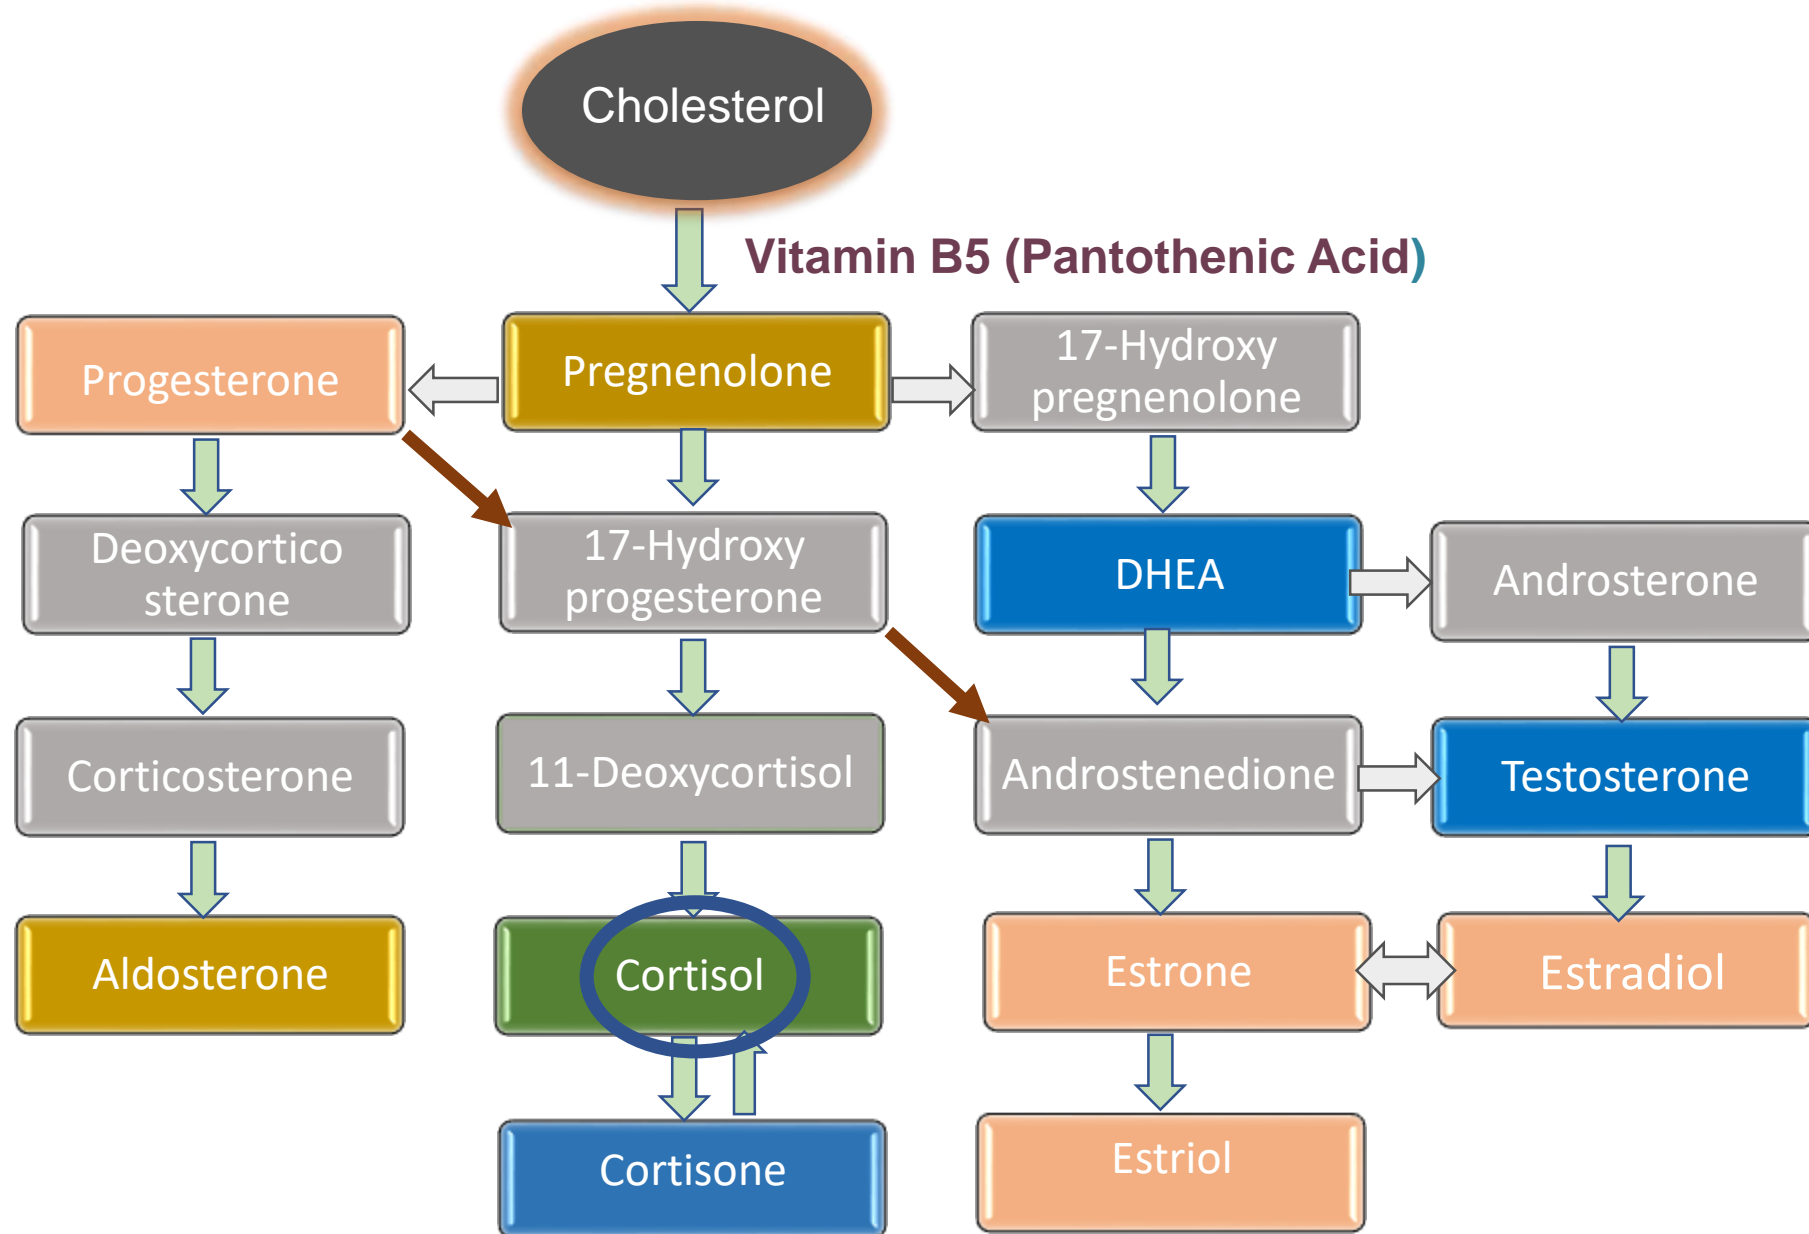 Cholesterol
Vitamin B5 (Pantothenic Acid)
Progesterone
Pregnenolone
17-Hydroxy
pregnenolone
Deoxycortico
sterone
17-Hydroxy
progesterone
DHEA
Androsterone
Corticosterone
11-Deoxycortisol
Androstenedione
Testosterone
Aldosterone
Cortisol
Estrone
Estradiol
Cortisone
Estriol